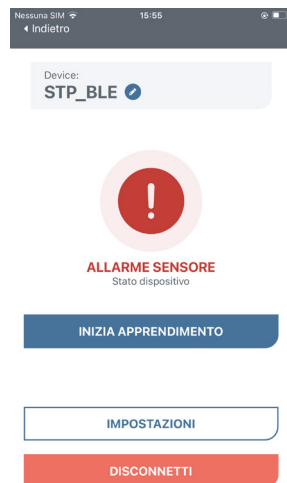 Nessuna SIM 15:55
Indietro
Device:
STP_BLE
!
ALLARME SENSORE
Stato dispositivo
INIZIA APPRENDIMENTO
IMPOSTAZIONI
DISCONNETTI